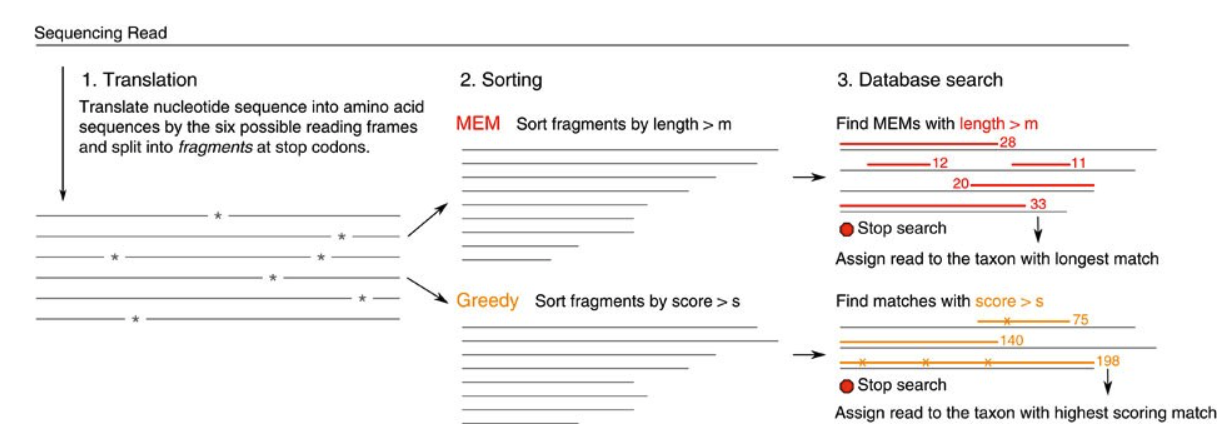 Sequencing Read
1. Translation
Translate nucleotide sequence into amino acid
sequences by the six possible reading frames
and split into fragments at stop codons.
*
*
* *
*
*
*
2. Sorting
MEM Sort fragments by length > m
Greedy Sort fragments by score > s
3. Database search
Find MEMs with length > m
28
12 11
20
33
Stop search
Assign read to the taxon with longest match
Find matches with score > s
x 75
140
x x x 198
Stop search
Assign read to the taxon with highest scoring match